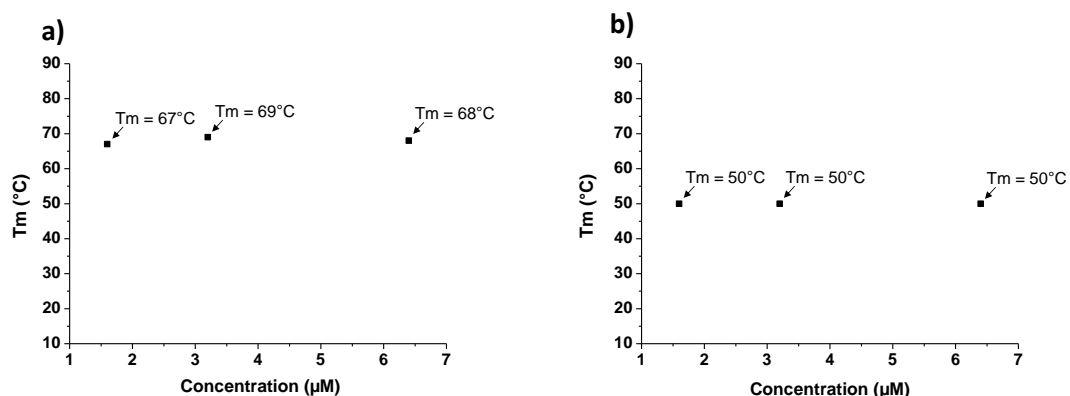 a)
90
80
70
60
50
40
30
20
10
Tm (°C)
Tm = 67°C
Tm = 69°C
Tm = 68°C
1 2 3 4 5 6 7
Concentration (µM)
b)
90
80
70
60
50
40
30
20
10
Tm (°C)
Tm = 50°C
Tm = 50°C
Tm = 50°C
1 2 3 4 5 6 7
Concentration (µM)